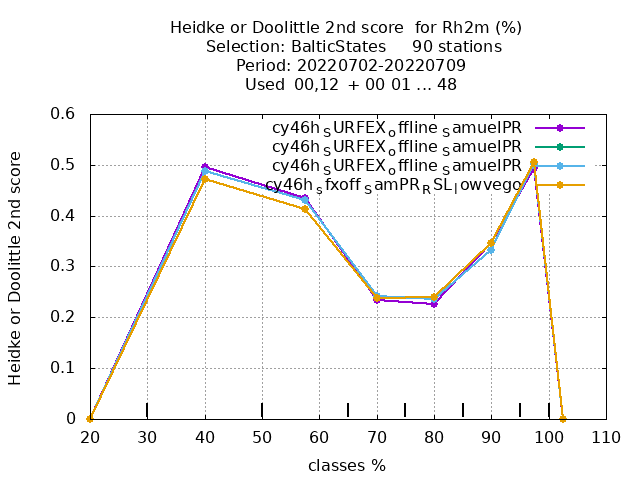 Heidke or Doolittle 2nd score  for Rh2m (%)
Selection: BalticStates     90 stations
Period: 20220702-20220709
Used  00,12  + 00 01 ... 48
cy46h_SURFEX_offline_SamuelPR
cy46h_SURFEX_offline_SamuelPR
cy46h_SURFEX_offline_SamuelPR
cy46h_sfxoff_SamPR_RSL_lowvego
0.6
0.5
0.4
0.3
0.2
0.1
0
Heidke or Doolittle 2nd score
20 30 40 50 60 70 80 90 100 110
classes %